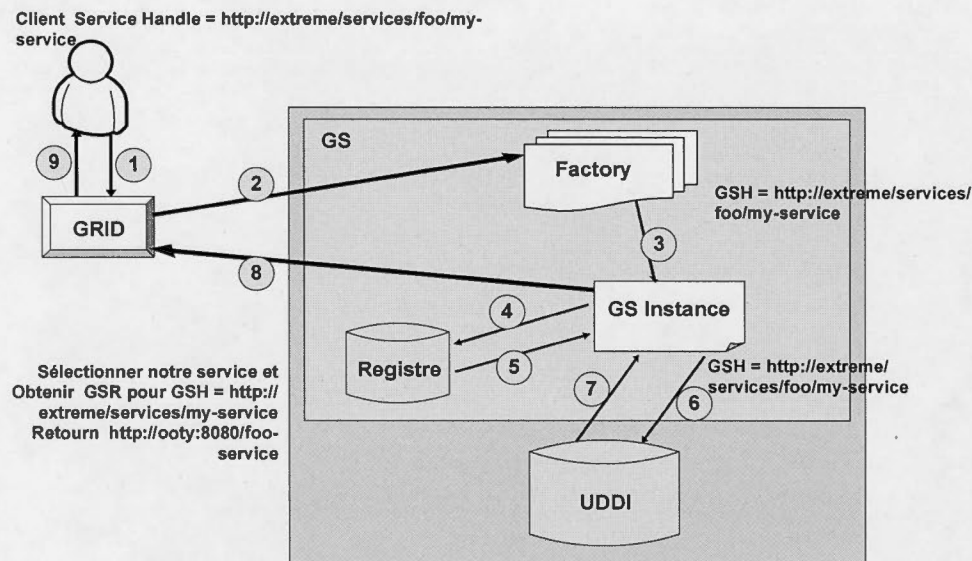 Client Service Handle = http://extreme/services/foo/my-
service
GS
9
1
2
Factory
GRID
GSH = http://extreme/services/
foo/my-service
3
8
GS Instance
4
Registre
5
Sélectionner notre service et
Obtenir GSR pour GSH = http://
extreme/services/my-service
Retourn http://ooty:8080/foo-
service
GSH = http://extreme/
services/foo/my-service
7
6
UDDI